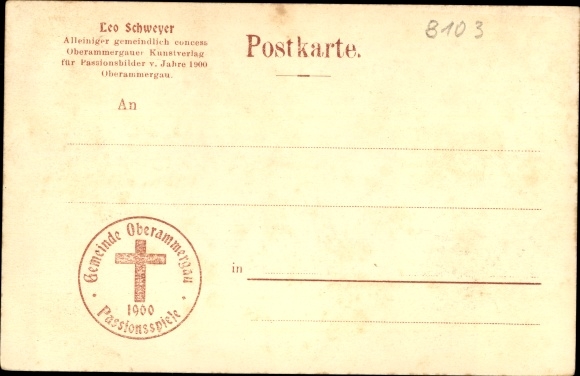 Leo Schweyer
Alleiniger gemeindlich concess
Oberammergauer Kunstverlag
für Passionsbilder v. Jahre 1900
Oberammergau.
Postkarte.
8103
An
in
Gemeinde Oberammergau
1900
Passionsspiele